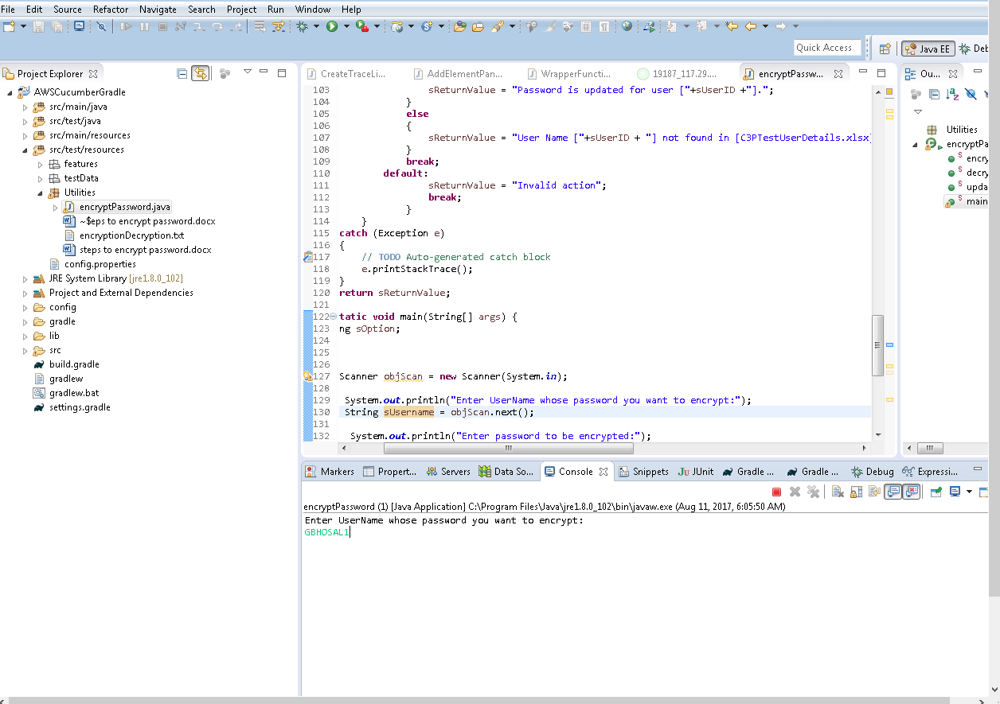 File Edit Source Refactor Navigate Search Project Run Window Help
Quick Access
Java EE
Deb
Project Explorer
AWSCucumberGradle
src/main/java
src/test/java
src/main/resources
src/test/resources
features
testData
Utilities
encryptPassword.java
~$eps to encrypt password.docx
encryptionDecryption.txt
steps to encrypt password.docx
config.properties
JRE System Library [jre1.8.0_102]
Project and External Dependencies
config
gradle
lib
src
build.gradle
gradlew
gradlew.bat
settings.gradle
CreateTraceLi... AddElementPan... WrapperFuncti... 19187_117.29.... encryptPassw...
103 sReturnValue = "Password is updated for user ["+sUserID +"].";
104 }
105 else
106 {
107 sReturnValue = "User Name ["+sUserID + "] not found in [C3PTestUserDetails.xlsx]
108 }
109 break;
110 default:
111 sReturnValue = "Invalid action";
112 break;
113 }
114 }
115 catch (Exception e)
116 {
117 // TODO Auto-generated catch block
118 e.printStackTrace();
119 }
120 return sReturnValue;
121
122 tatic void main(String[] args) {
123 ng sOption;
124
125
126
127 Scanner objScan = new Scanner(System.in);
128
129 System.out.println("Enter UserName whose password you want to encrypt:");
130 String sUsername = objScan.next();
131
132 System.out.println("Enter password to be encrypted:");
Ou...
Utilities
encryptPa
encry
decry
upda
main
Markers Propert... Servers Data So... Console Snippets JUnit Gradle ... Gradle ... Debug Expressi...
encryptPassword (1) [Java Application] C:\Program Files\Java\jre1.8.0_102\bin\javaw.exe (Aug 11, 2017, 6:05:50 AM)
Enter UserName whose password you want to encrypt:
GBHOSAL1